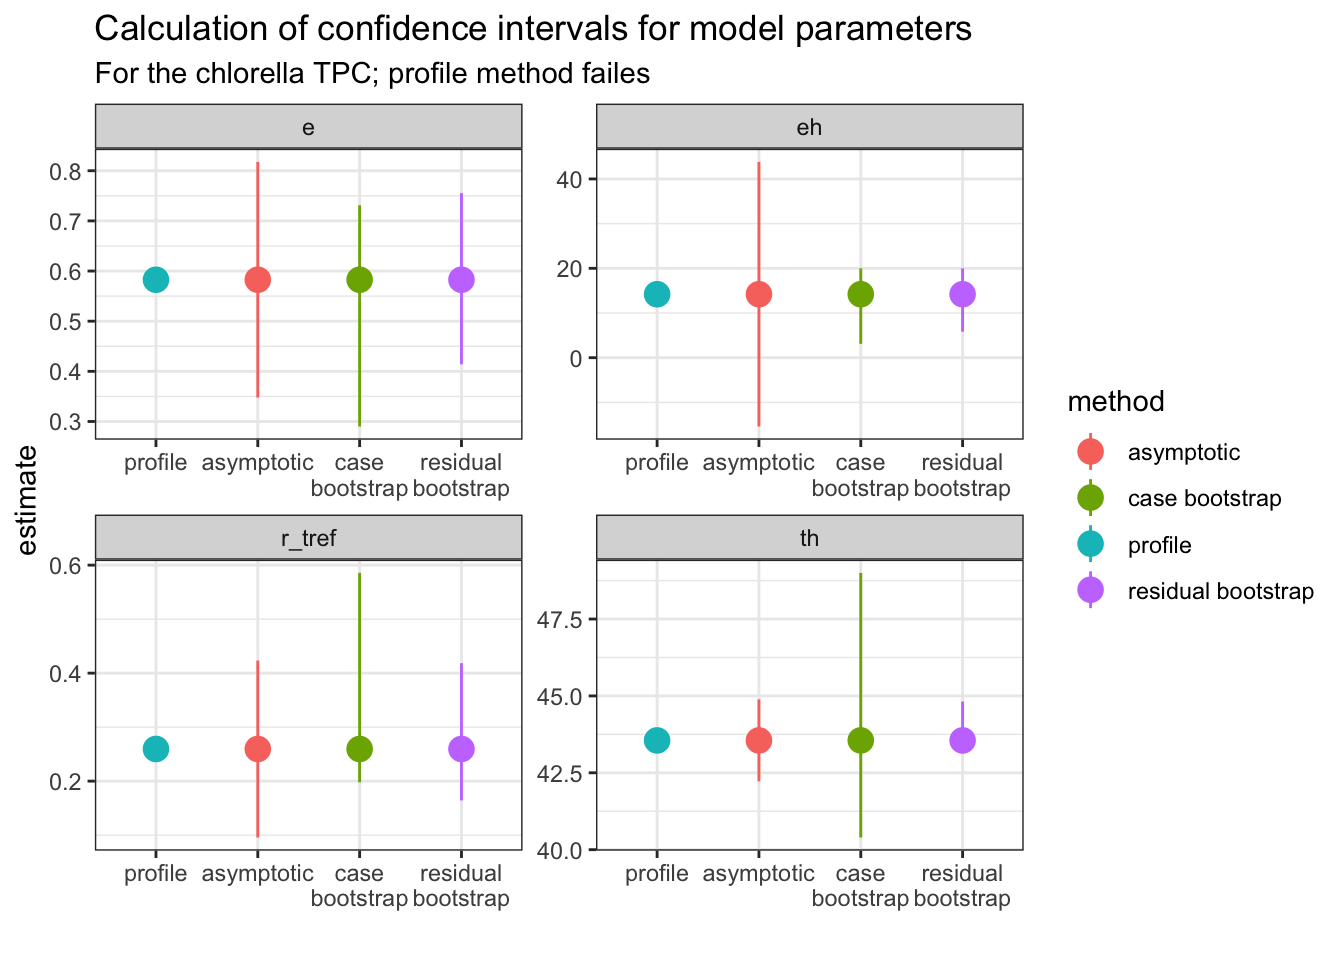 Calculation of confidence intervals for model parameters
For the chlorella TPC; profile method failes
e
eh
0.8
0.7
0.6
0.5
0.4
0.3
40
20
0
profile asymptotic case residual
bootstrap bootstrap
profile asymptotic case residual
bootstrap bootstrap
estimate
r_tref
th
0.6
0.4
0.2
47.5
45.0
42.5
40.0
profile asymptotic case residual
bootstrap bootstrap
profile asymptotic case residual
bootstrap bootstrap
method
asymptotic
case bootstrap
profile
residual bootstrap